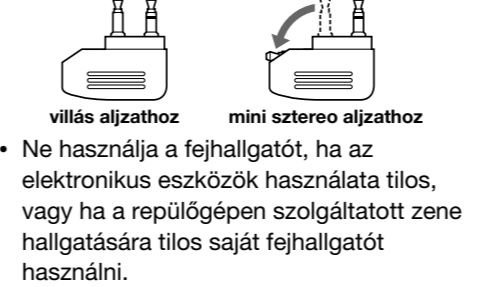 villás aljzathoz mini sztereo aljzathoz
• Ne használja a fejhallgatót, ha az
elektronikus eszközök használata tilos,
vagy ha a repülőgépen szolgáltatott zene
hallgatására tilos saját fejhallgatót
használni.